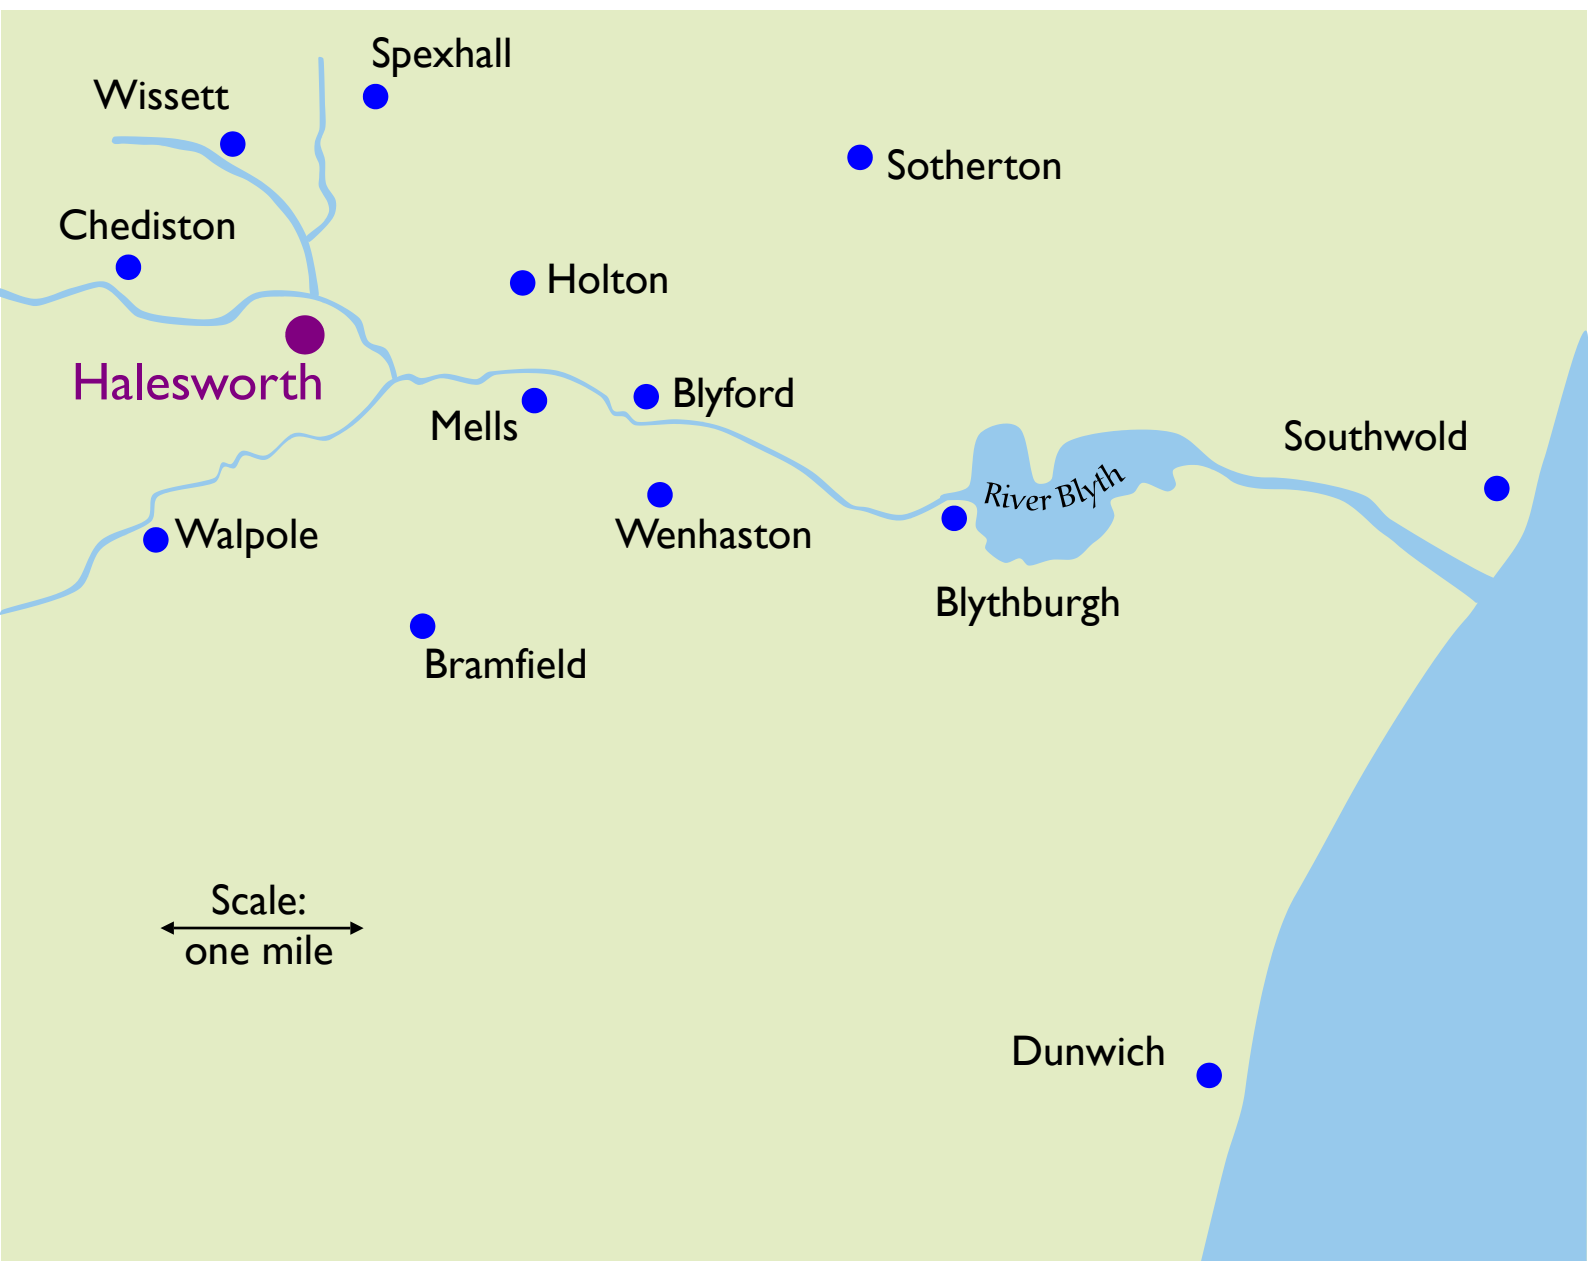 Spexhall
Wissett
Sotherton
Chediston
Holton
Halesworth
Blyford
Mells
Southwold
River Blyth
Walpole
Wenhaston
Blythburgh
Bramfield
Scale:
one mile
Dunwich